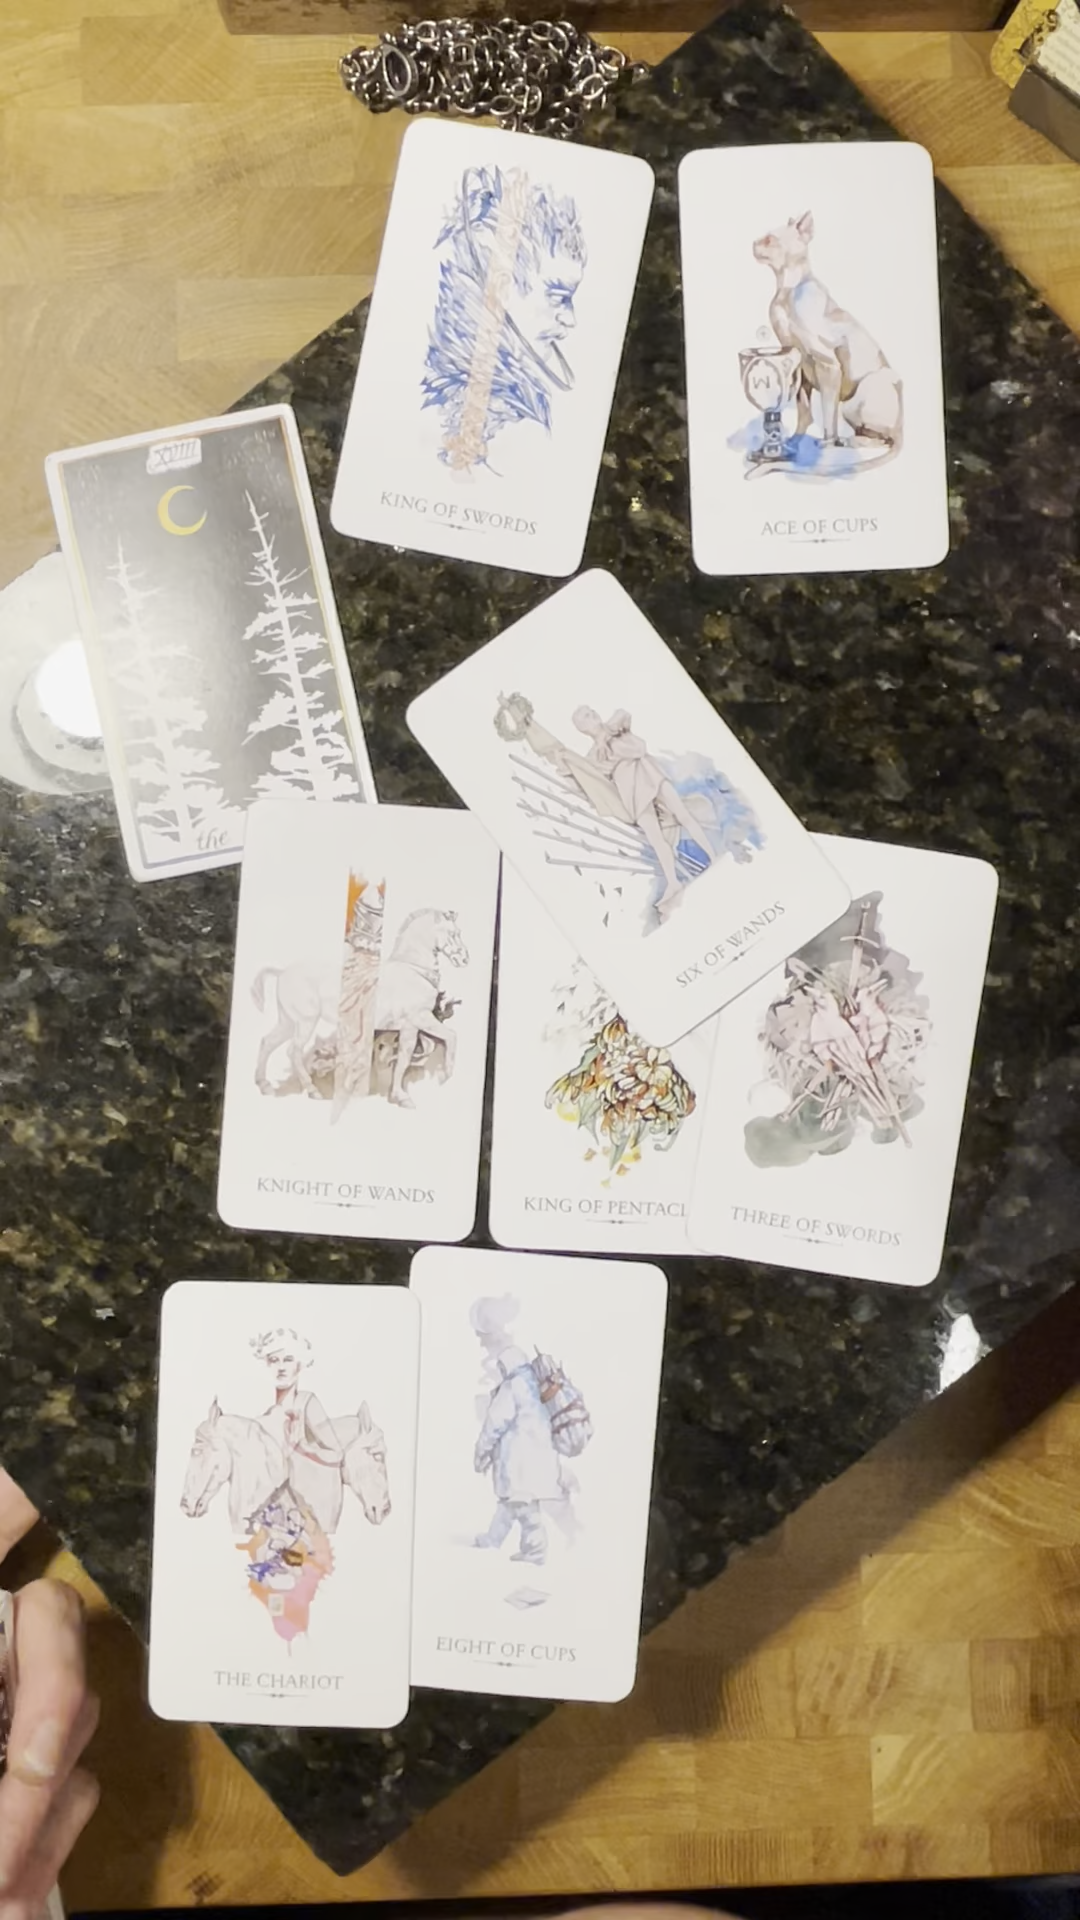 KING OF SWORDS
ACE OF CUPS
XVIII
the
SIX OF WANDS
KNIGHT OF WANDS
KING OF PENTACL
THREE OF SWORDS
THE CHARIOT
EIGHT OF CUPS